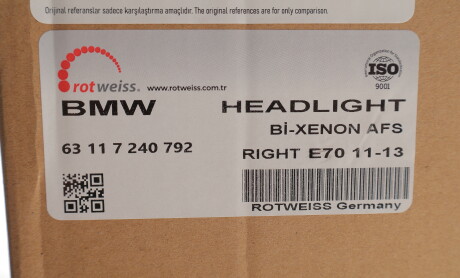 Orijinal referanslar sadece karşılaştırma amaçlıdır. The original references are for only comparison.
rotweiss. www.rotweiss.com.tr
ISO
9001
BMW HEADLIGHT
Bİ-XENON AFS
63 11 7 240 792 RIGHT E70 11-13
ROTWEISS Germany